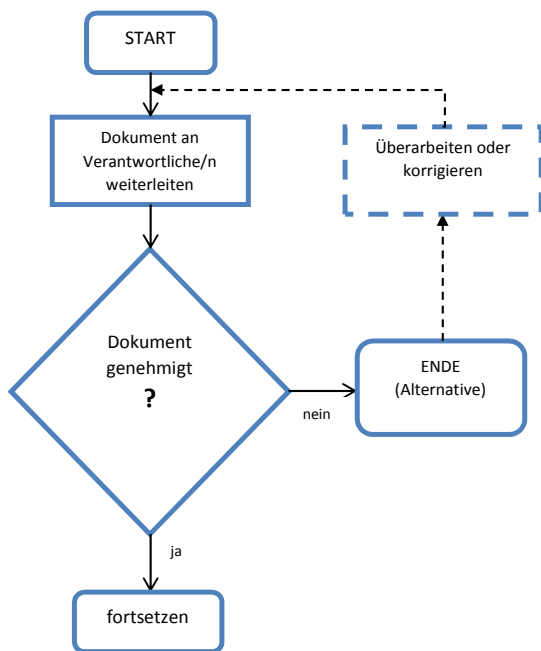 START
Dokument an
Verantwortliche/n
weiterleiten
Überarbeiten oder
korrigieren
Dokument
genehmigt
?
nein
ENDE
(Alternative)
ja
fortsetzen